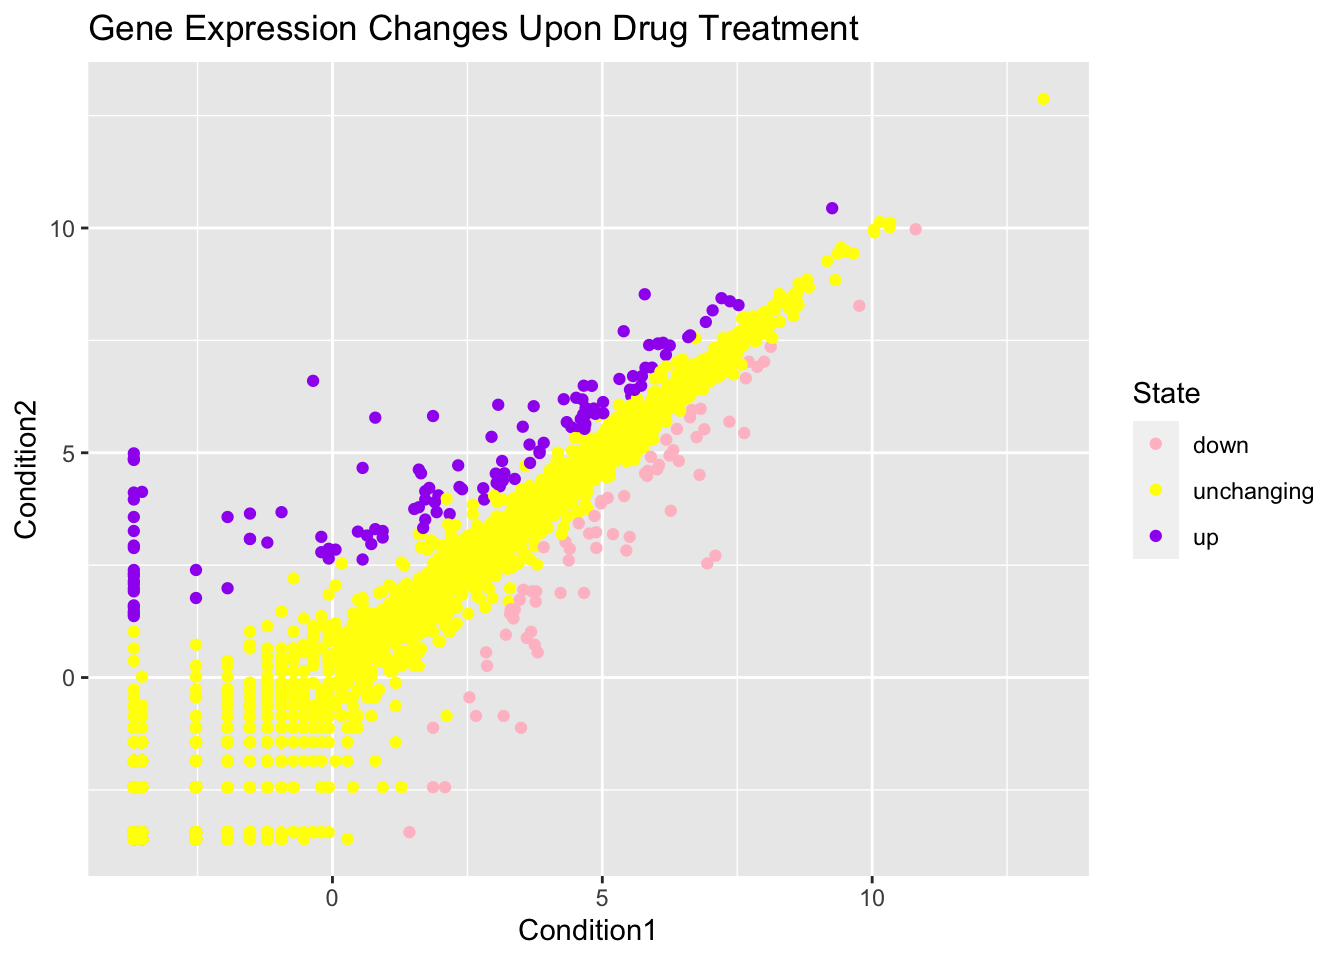 Gene Expression Changes Upon Drug Treatment
Condition2
10
5
0
0
5
10
Condition1
State
down
unchanging
up